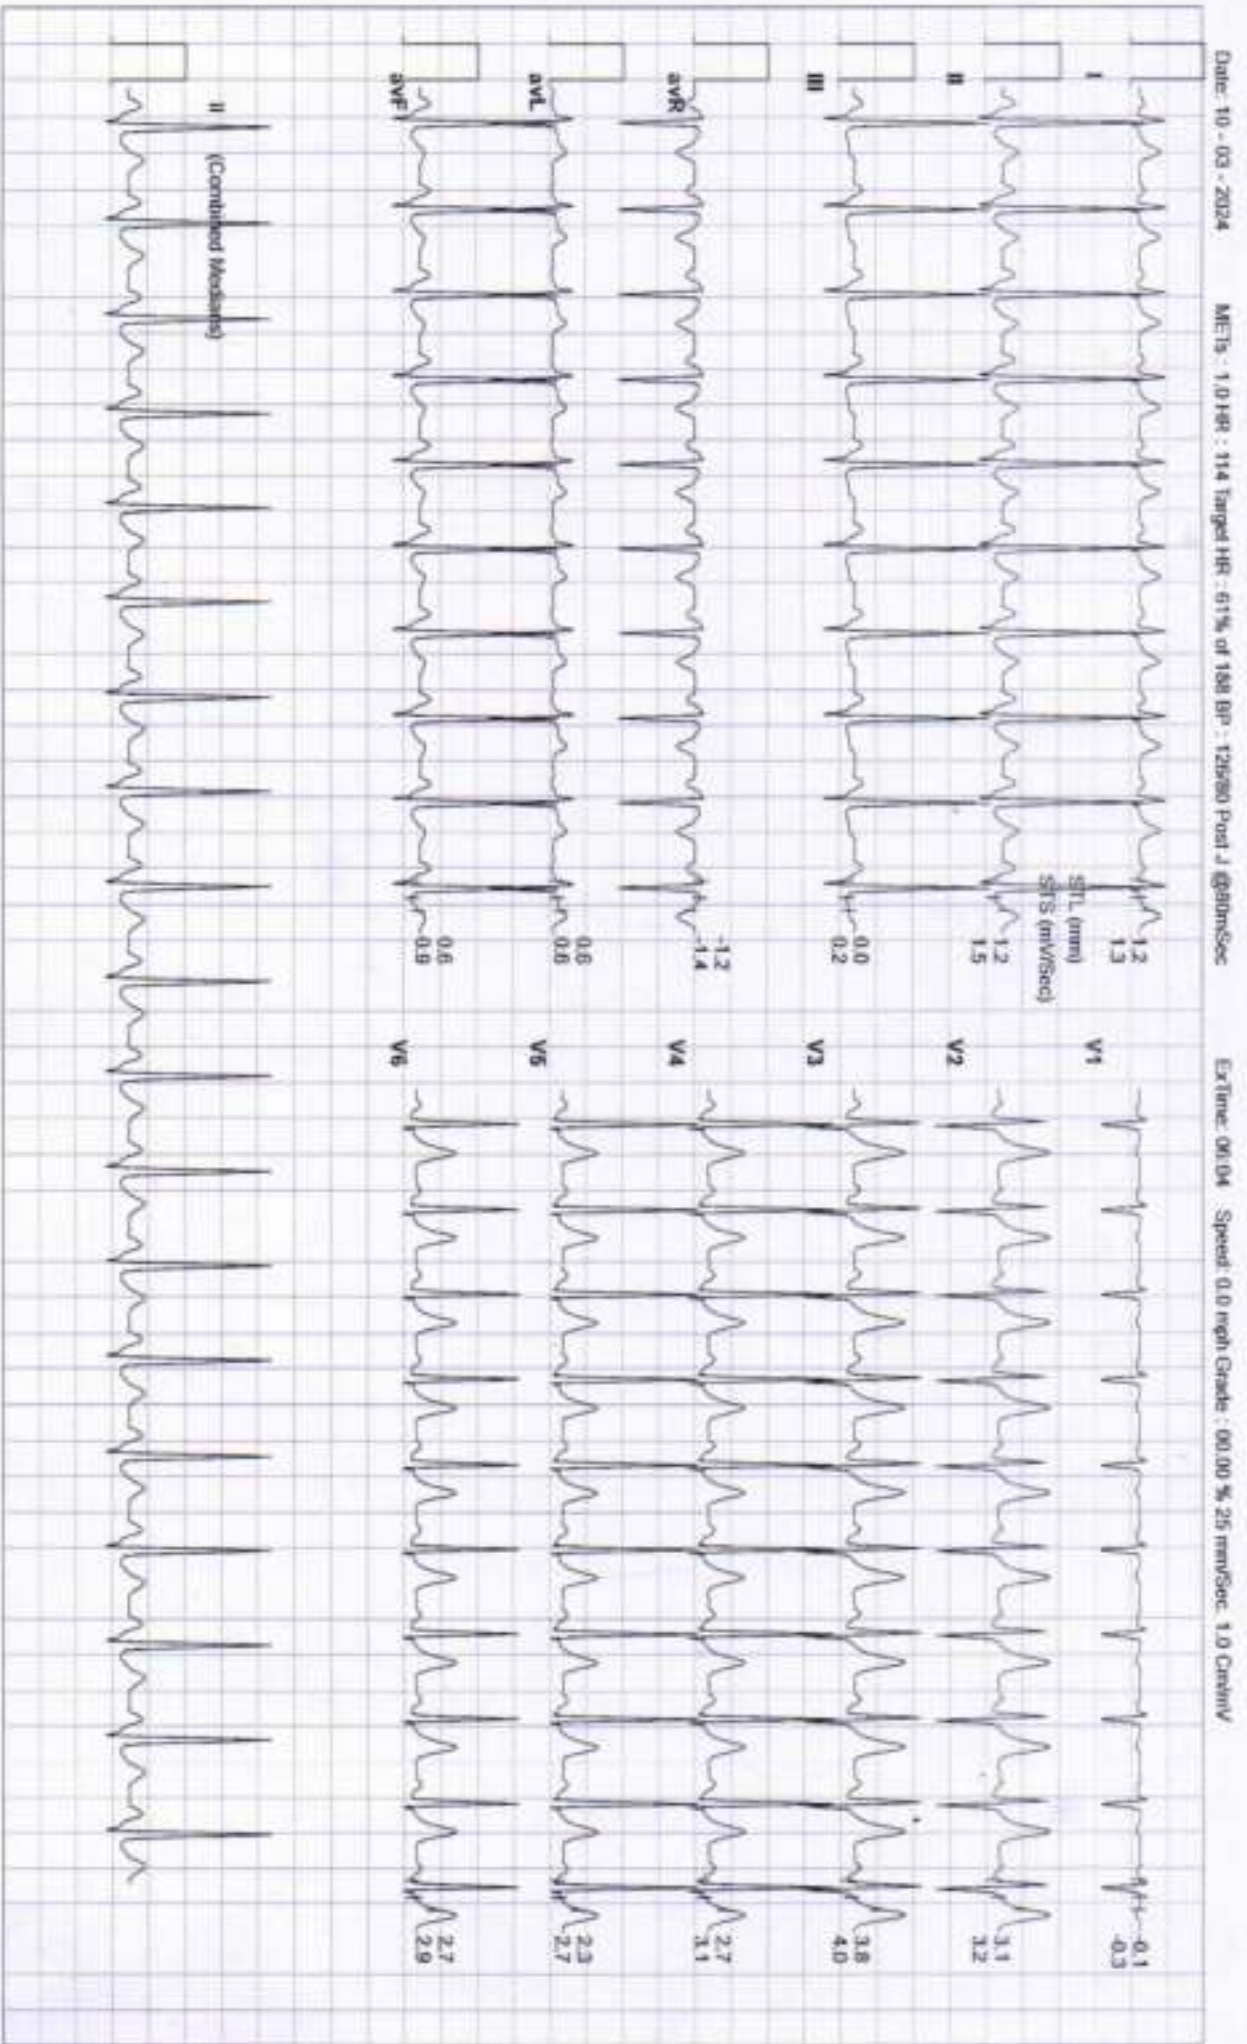 Date: 10 - 03 - 2024 METs : 1.0 HR : 114 Target HR : 61% of 188 BP : 126/80 Post J @80mSec ExTime: 06:04 Speed: 0.0 mph Grade : 00.00 % 25 mm/Sec. 1.0 Cm/mV
I
1.2
1.3
STL (mm)
STS (mV/Sec)
II
1.2
1.5
III
0.0
0.2
avR
-1.2
-1.4
avL
0.6
0.6
avF
0.6
0.9
V1
-0.1
-0.3
V2
3.1
3.2
V3
3.8
4.0
V4
2.7
3.1
V5
2.3
2.7
V6
2.7
2.9
II (Combined Medians)